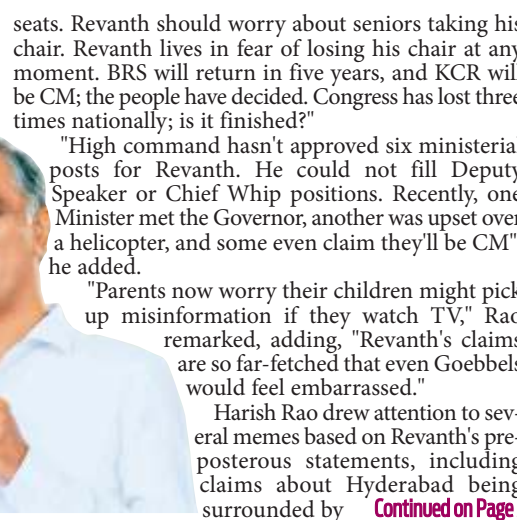 seats. Revanth should worry about seniors taking his
chair. Revanth lives in fear of losing his chair at any
moment. BRS will return in five years, and KCR will
be CM; the people have decided. Congress has lost three
times nationally; is it finished?"
"High command hasn't approved six ministerial
posts for Revanth. He could not fill Deputy
Speaker or Chief Whip positions. Recently, one
Minister met the Governor, another was upset over
a helicopter, and some even claim they'll be CM"
he added.
"Parents now worry their children might pick
up misinformation if they watch TV," Rao
remarked, adding, "Revanth's claims
are so far-fetched that even Goebbels
would feel embarrassed."
Harish Rao drew attention to sev-
eral memes based on Revanth's pre-
posterous statements, including
claims about Hyderabad being
surrounded by Continued on Page